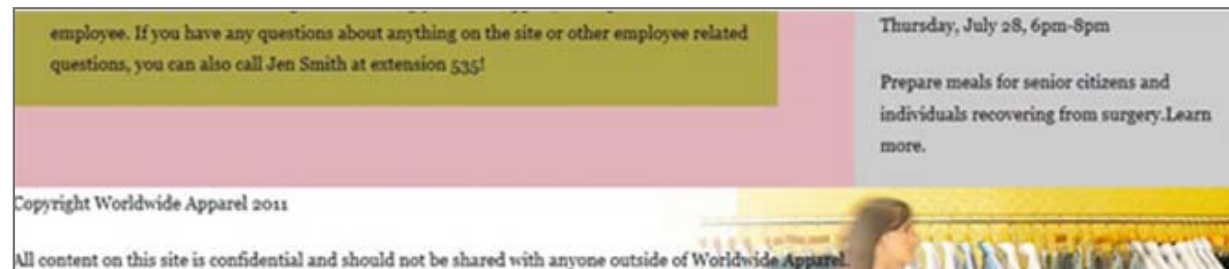 employee. If you have any questions about anything on the site or other employee related
questions, you can also call Jen Smith at extension 535!
Thursday, July 28, 6pm-8pm
Prepare meals for senior citizens and
individuals recovering from surgery.Learn
more.
Copyright Worldwide Apparel 2011
All content on this site is confidential and should not be shared with anyone outside of Worldwide Apparel.